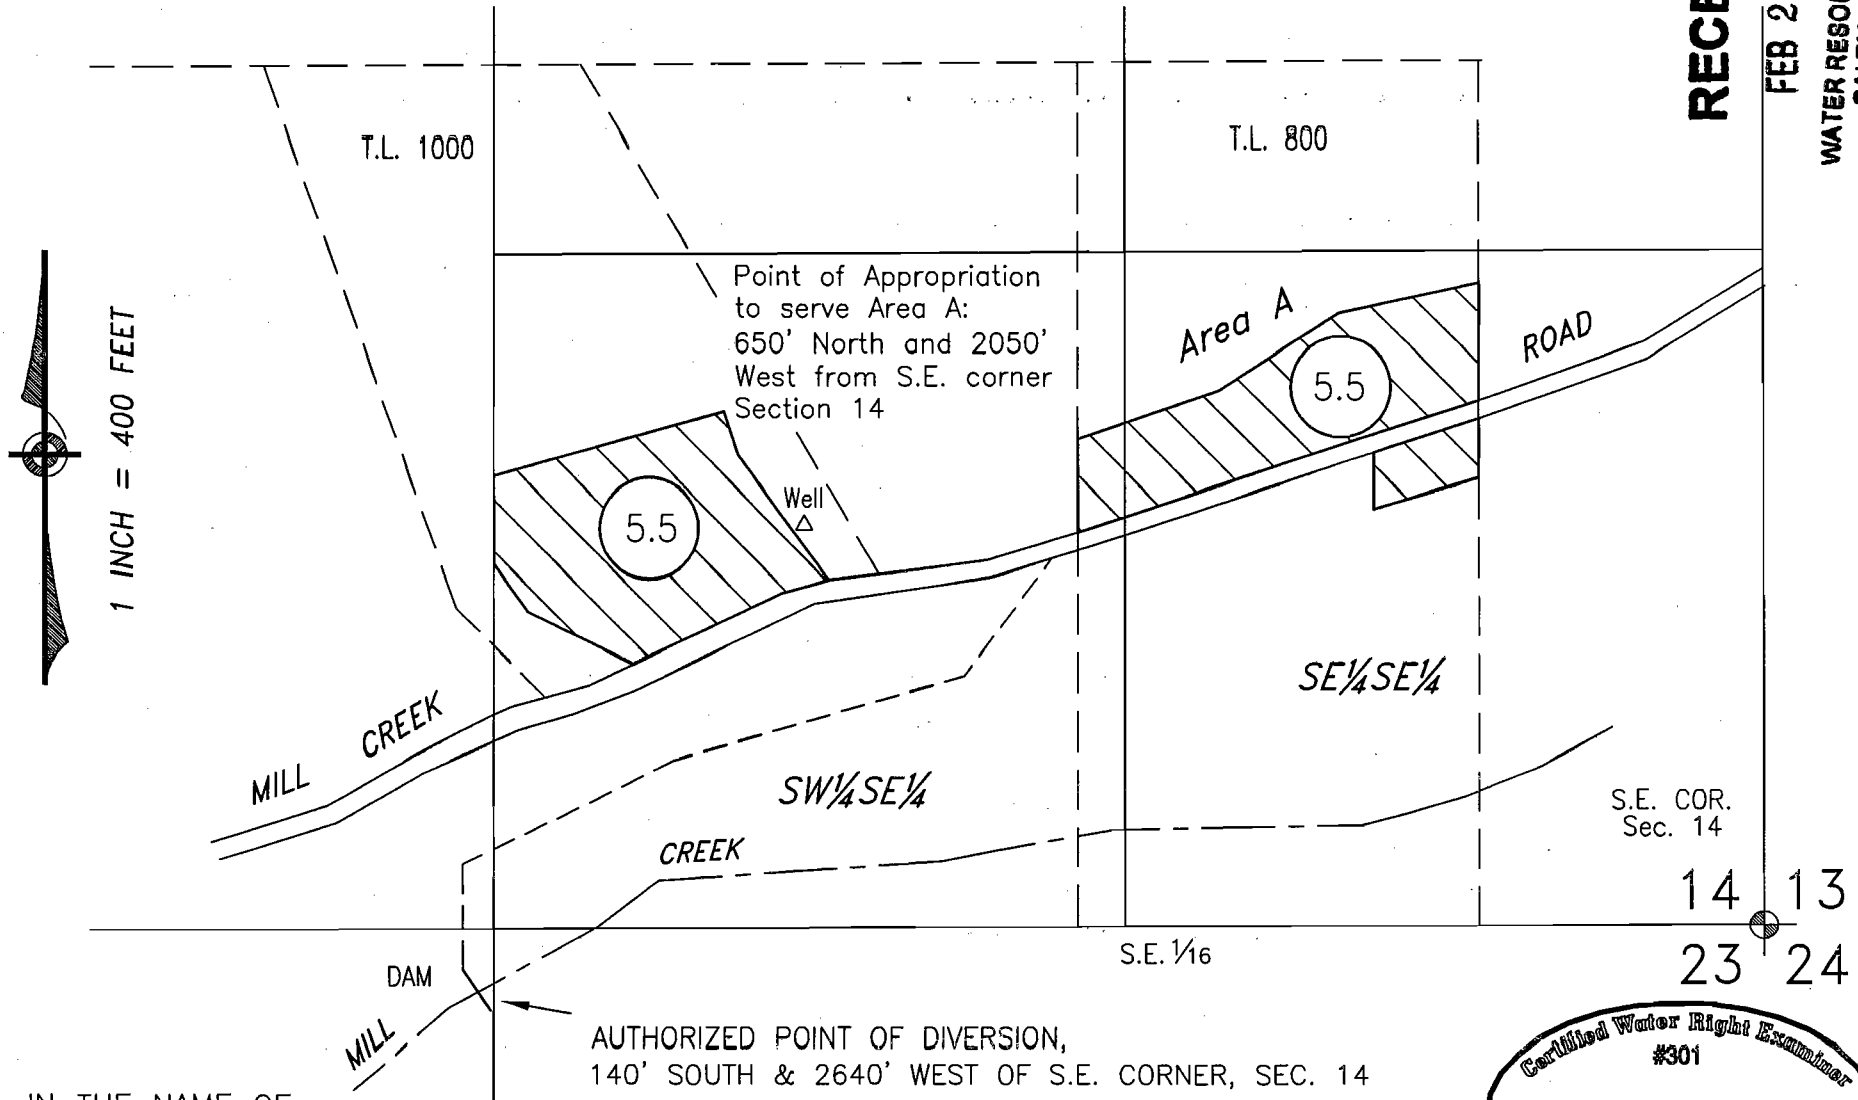 RECE
FEB 2
WATER RESOU
T.L. 1000
T.L. 800
Point of Appropriation
to serve Area A:
650' North and 2050'
West from S.E. corner
Section 14
Area A
ROAD
5.5
5.5
Well
1 INCH = 400 FEET
MILL CREEK
SE¼SE¼
SW¼SE¼
CREEK
S.E. COR.
Sec. 14
14 13
23 24
S.E. 1/16
DAM
MILL
AUTHORIZED POINT OF DIVERSION,
140' SOUTH & 2640' WEST OF S.E. CORNER, SEC. 14
Certified Water Right Examiner
#301
IN THE NAME OF